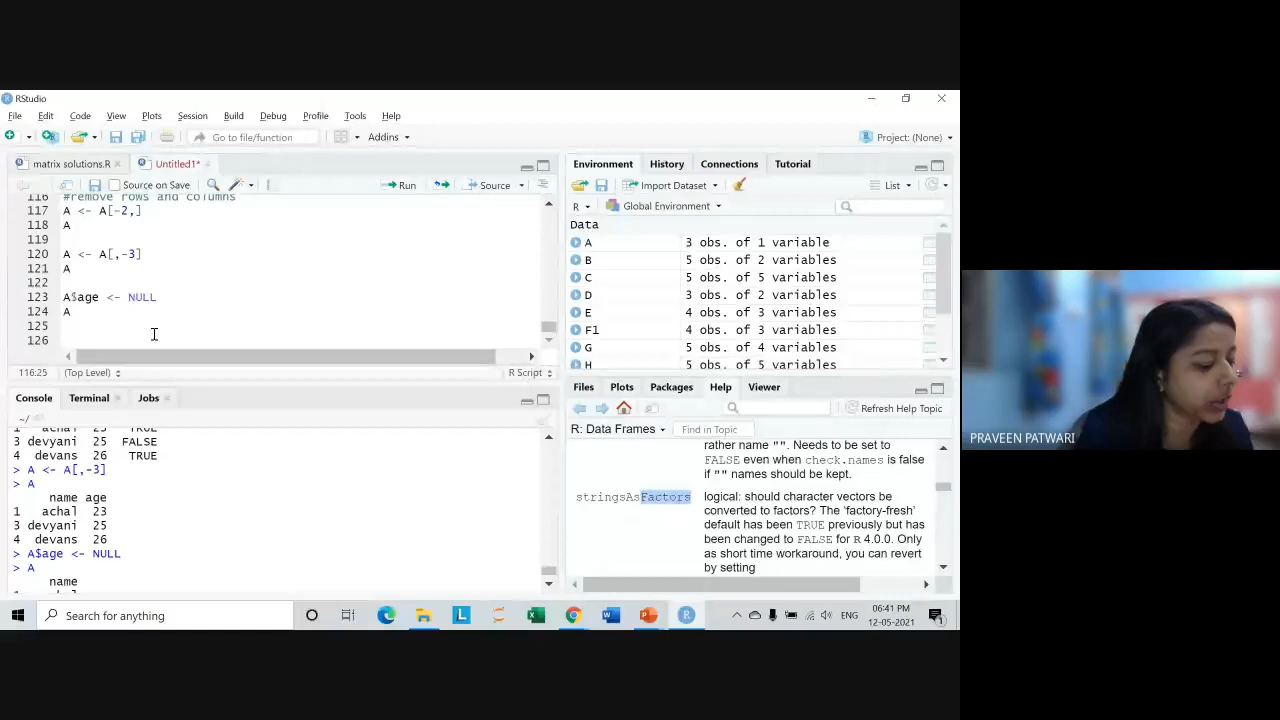 RStudio
File Edit Code View Plots Session Build Debug Profile Tools Help
Go to file/function Addins Project: (None)
matrix solutions.R Untitled1*
Source on Save Run Source
116 #remove rows and columns
117 A <- A[-2,]
118 A
119
120 A <- A[,-3]
121 A
122
123 A$age <- NULL
124 A
125
126
116:25 (Top Level) R Script
Console Terminal Jobs
~/
1 achal 23 TRUE
3 devyani 25 FALSE
4 devans 26 TRUE
> A <- A[,-3]
> A
name age
1 achal 23
3 devyani 25
4 devans 26
> A$age <- NULL
> A
name
Environment History Connections Tutorial
Import Dataset List
R Global Environment
Data
A 3 obs. of 1 variable
B 5 obs. of 2 variables
C 5 obs. of 5 variables
D 3 obs. of 2 variables
E 4 obs. of 3 variables
F1 4 obs. of 3 variables
G 5 obs. of 4 variables
H 5 obs. of 5 variables
Files Plots Packages Help Viewer
Refresh Help Topic
R: Data Frames Find in Topic
rather name "". Needs to be set to
FALSE even when check.names is false
if "" names should be kept.
stringsAsFactors logical: should character vectors be
converted to factors? The 'factory-fresh'
default has been TRUE previously but has
been changed to FALSE for R 4.0.0. Only
as short time workaround, you can revert
by setting
PRAVEEN PATWARI
Search for anything
ENG
06:41 PM
12-05-2021